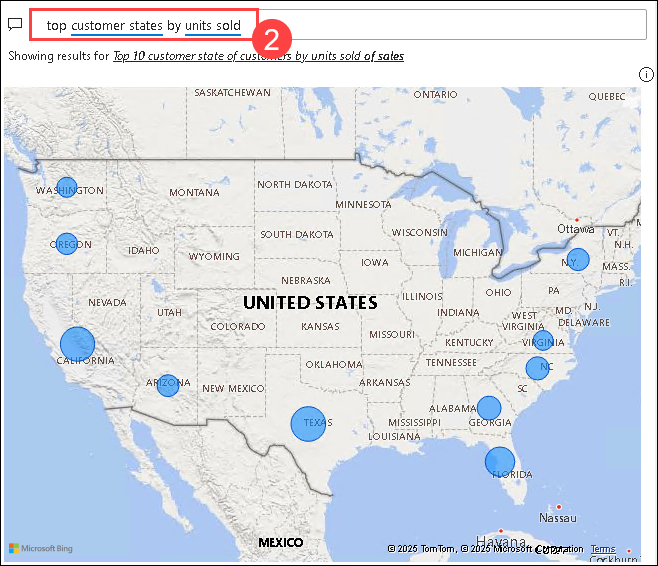 top customer states by units sold
2
Showing results for Top 10 customer state of customers by units sold of sales
SASKATCHEWAN
ONTARIO
QUEBEC
WASHINGTON
MONTANA
NORTH DAKOTA
MINNESOTA
Ottawa
OREGON
IDAHO
SOUTH DAKOTA
WISCONSIN
VT.
N.H.
WYOMING
MICHIGAN
N.Y.
MASS.
IOWA
R.I.
NEBRASKA
NEVADA
UNITED STATES
ILLINOIS
OHIO
PA
UTAH
INDIANA
N.J.
COLORADO
KANSAS
MISSOURI
WEST
VIRGINIA
MD.
DELAWARE
CALIFORNIA
KENTUCKY
VIRGINIA
OKLAHOMA
TENNESSEE
NC
ARIZONA
NEW MEXICO
ARKANSAS
SC
ALABAMA
TEXAS
MISSISSIPPI
GEORGIA
LOUISIANA
FLORIDA
Nassau
MEXICO
Havana
Microsoft Bing
© 2025 TomTom, © 2025 Microsoft Corporation
Terms
CUBA
Cockburn